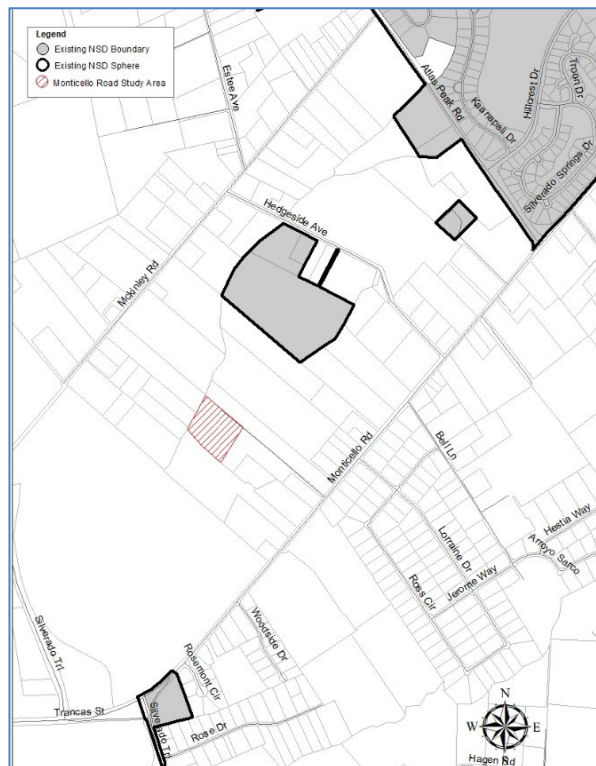 Legend
Existing NSD Boundary
Existing NSD Sphere
Monticello Road Study Area
Estee Ave
Atlas Peak Rd
Kaanapali Dr
Hillcrest Dr
Troon Dr
Silverado Springs Dr
Hedgeside Ave
Mckinley Rd
Monticello Rd
Bell Ln
Hestia Way
Arroyo Sarco
Lorraine Dr
Jerome Way
Ross Cir
Silverado Trl
Woodside Dr
Rosemont Cir
Trancas St
Silverado Trl
Rose Dr
N
W
E
S
Hagen Rd